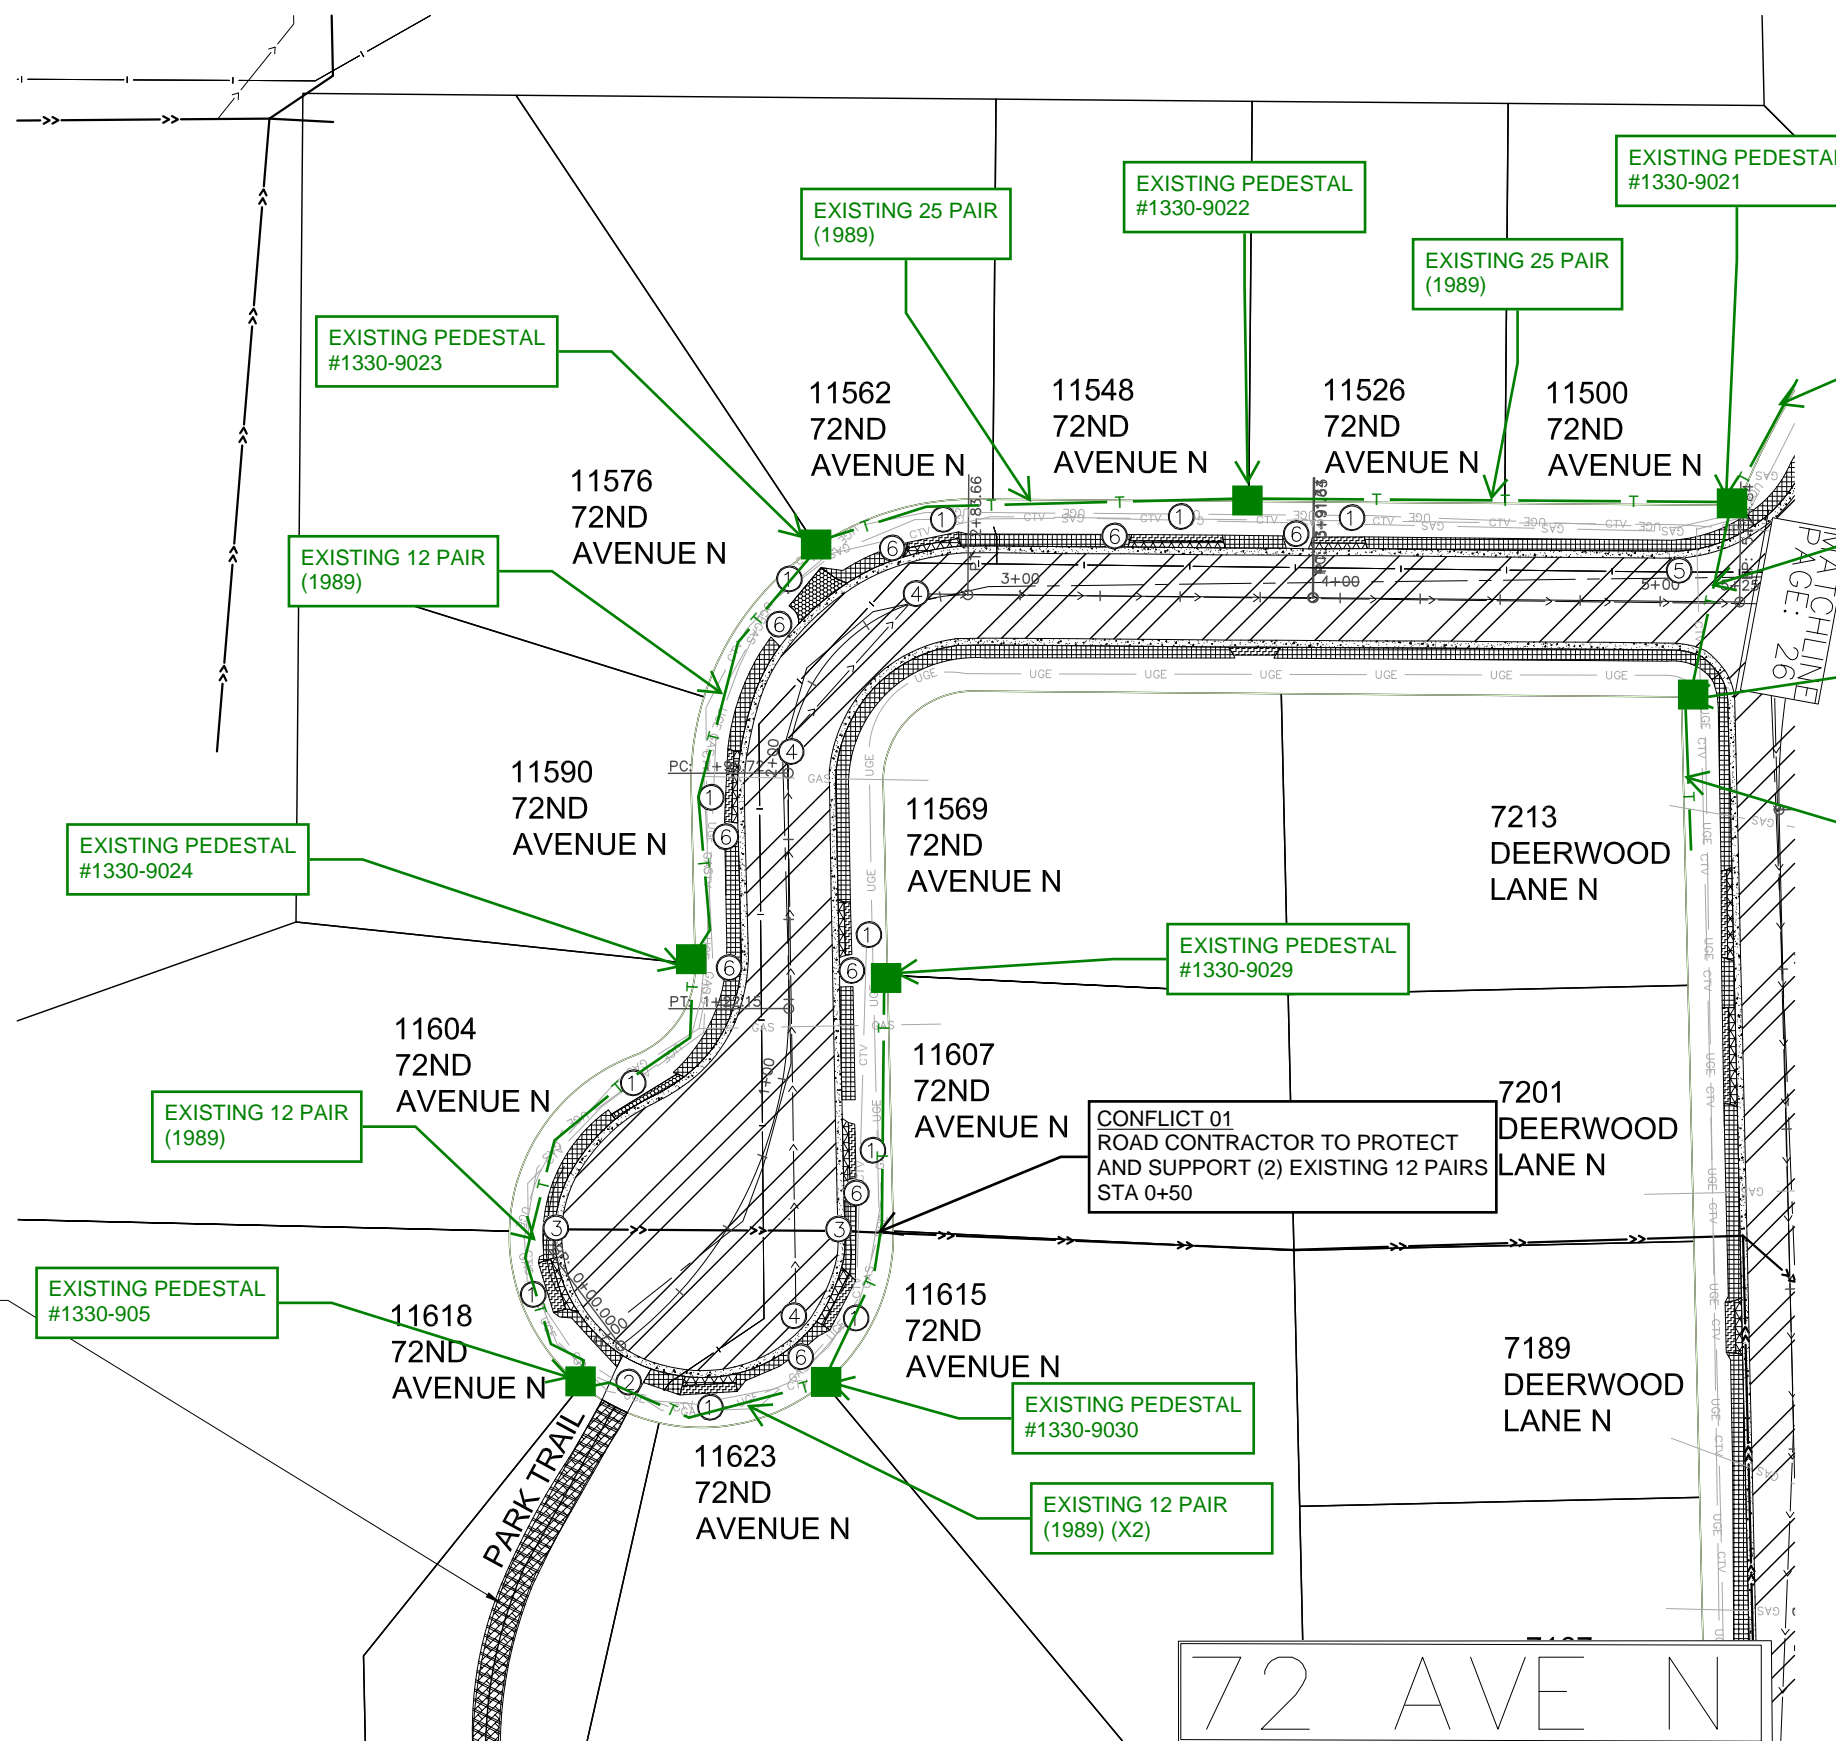 EXISTING PEDESTAL
#1330-9021
EXISTING PEDESTAL
#1330-9022
EXISTING 25 PAIR
(1989)
EXISTING 25 PAIR
(1989)
EXISTING PEDESTAL
#1330-9023
11562
72ND
AVENUE N
11548
72ND
AVENUE N
11526
72ND
AVENUE N
11500
72ND
AVENUE N
11576
72ND
AVENUE N
EXISTING 12 PAIR
(1989)
3+00
4+00
5+00
MATCHLINE
PAGE: 26
11590
72ND
AVENUE N
2+00
11569
72ND
AVENUE N
7213
DEERWOOD
LANE N
EXISTING PEDESTAL
#1330-9024
EXISTING PEDESTAL
#1330-9029
11604
72ND
AVENUE N
1+00
11607
72ND
AVENUE N
EXISTING 12 PAIR
(1989)
CONFLICT 01
ROAD CONTRACTOR TO PROTECT
AND SUPPORT (2) EXISTING 12 PAIRS
STA 0+50
7201
DEERWOOD
LANE N
EXISTING PEDESTAL
#1330-905
11618
72ND
AVENUE N
11615
72ND
AVENUE N
7189
DEERWOOD
LANE N
EXISTING PEDESTAL
#1330-9030
PARK TRAIL
11623
72ND
AVENUE N
EXISTING 12 PAIR
(1989) (X2)
72 AVE N